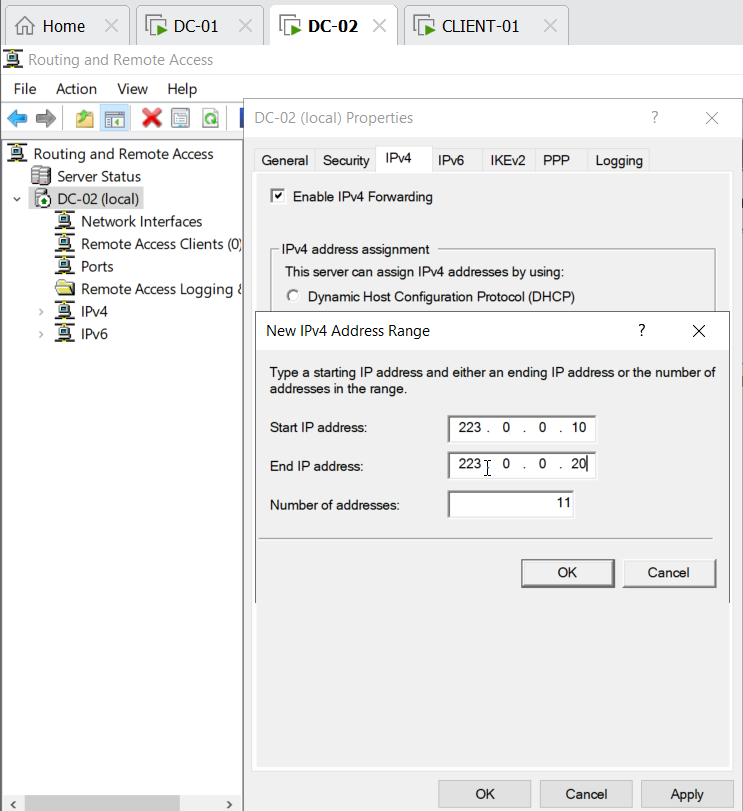 Home
DC-01
DC-02
CLIENT-01
Routing and Remote Access
File Action View Help
DC-02 (local) Properties
?
Routing and Remote Access
Server Status
DC-02 (local)
Network Interfaces
Remote Access Clients (0)
Ports
Remote Access Logging &
IPv4
IPv6
General Security IPv4 IPv6 IKEv2 PPP Logging
Enable IPv4 Forwarding
IPv4 address assignment
This server can assign IPv4 addresses by using:
Dynamic Host Configuration Protocol (DHCP)
New IPv4 Address Range
?
Type a starting IP address and either an ending IP address or the number of
addresses in the range.
Start IP address: 223 . 0 . 0 . 10
End IP address: 223 . 0 . 0 . 20
Number of addresses: 11
OK Cancel
OK Cancel Apply